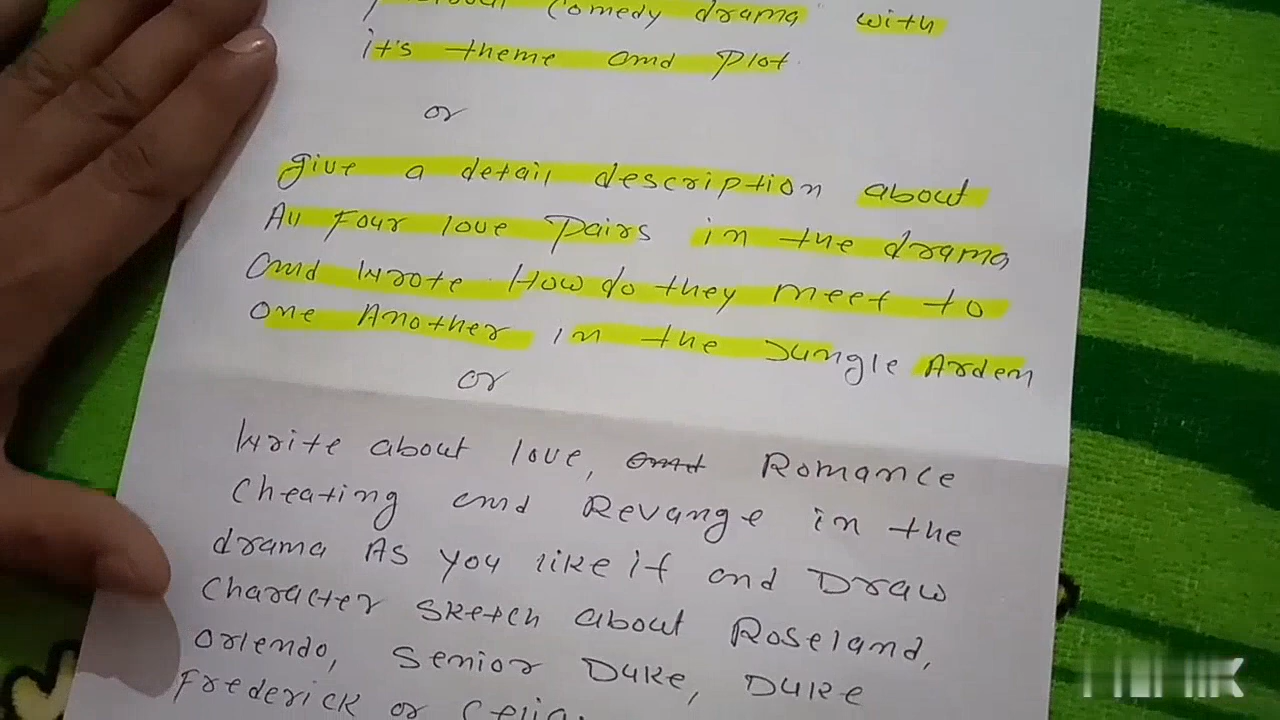 Comedy drama" with
it's theme and Plot
or
give a detail description about
All Four love Pairs in the drama
and Wrote How do they meet to
one Another in the Jungle Arden
or
Write about love, and Romance
Cheating and Revange in the
drama As you like it and Draw
Character Sketch about Roseland,
Orlendo, Senior Duke, Duke
Frederick or Celia.